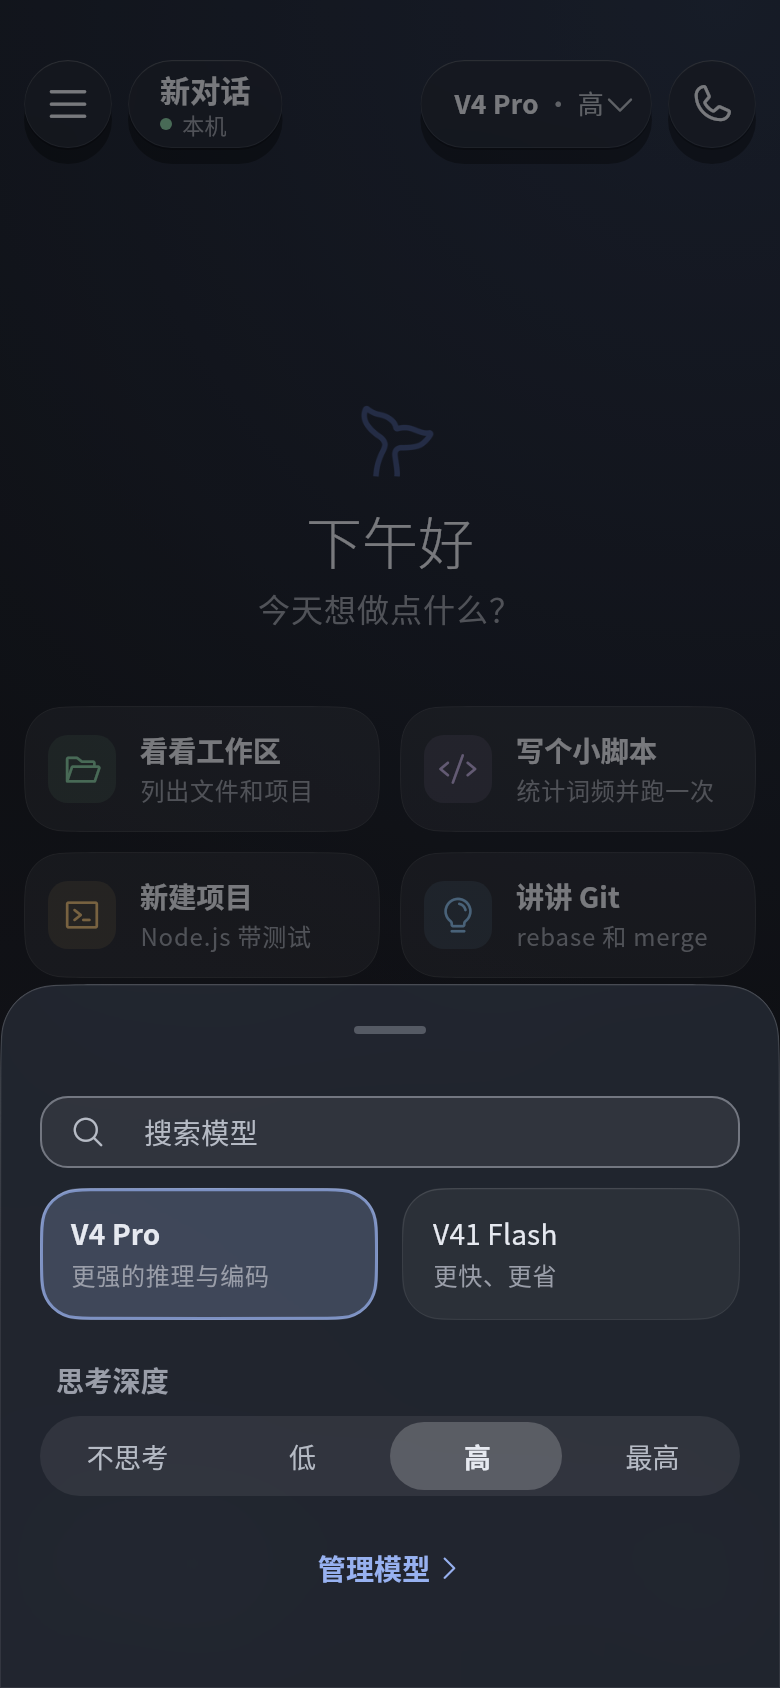 新对话
本机
V4 Pro · 高
下午好
今天想做点什么？
看看工作区
列出文件和项目
写个小脚本
统计词频并跑一次
新建项目
Node.js 带测试
讲讲 Git
rebase 和 merge
搜索模型
V4 Pro
更强的推理与编码
V41 Flash
更快、更省
思考深度
不思考 低 高 最高
管理模型